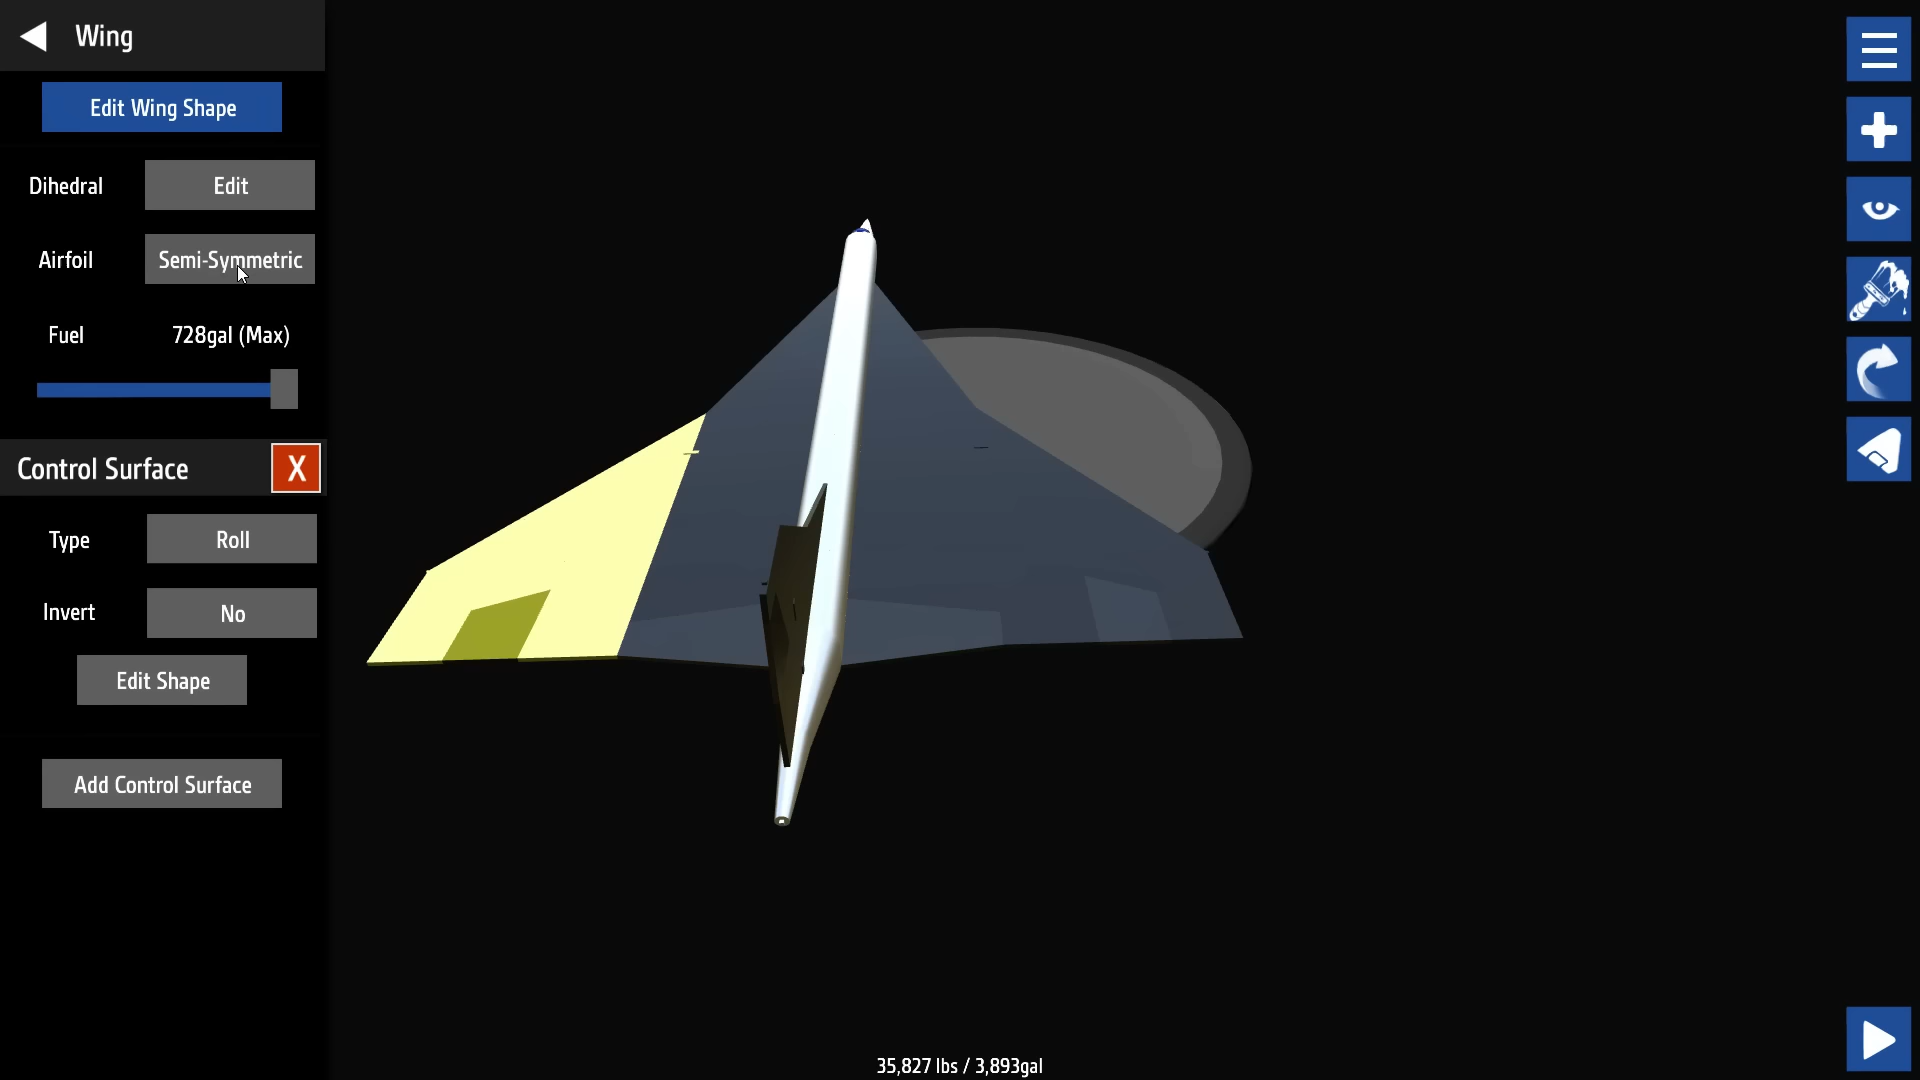 Wing
Edit Wing Shape
Dihedral Edit
Airfoil Semi-Symmetric
Fuel 728gal (Max)
Control Surface X
Type Roll
Invert No
Edit Shape
Add Control Surface
35,827 lbs / 3,893gal